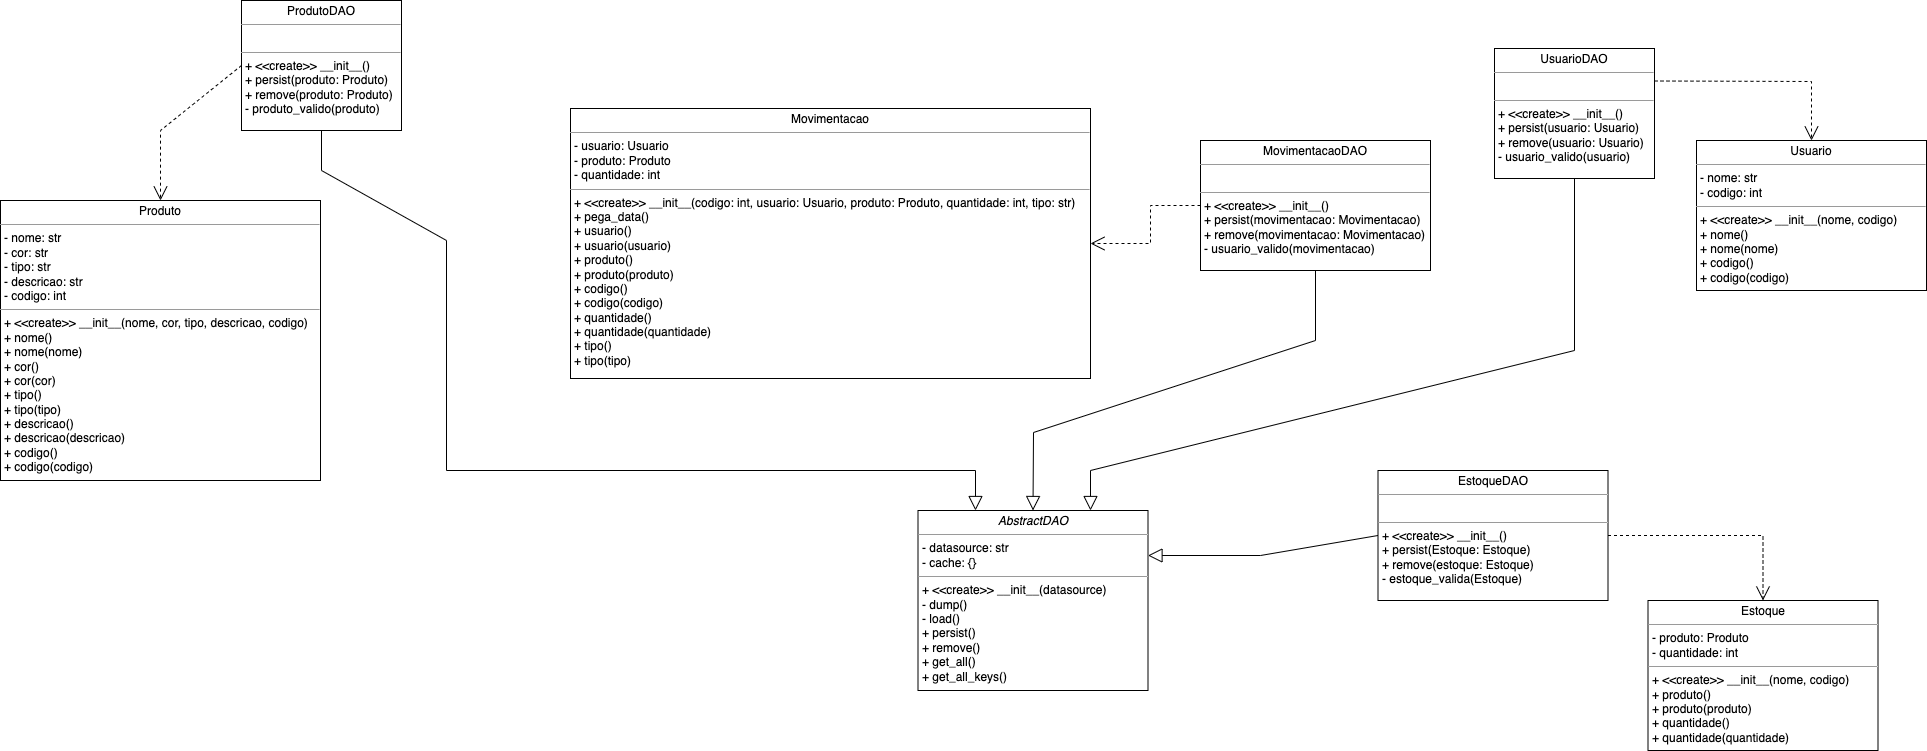 ProdutoDAO
+ <<create>> __init__()
+ persist(produto: Produto)
+ remove(produto: Produto)
- produto_valido(produto)
Produto
- nome: str
- cor: str
- tipo: str
- descricao: str
- codigo: int
+ <<create>> __init__(nome, cor, tipo, descricao, codigo)
+ nome()
+ nome(nome)
+ cor()
+ cor(cor)
+ tipo()
+ tipo(tipo)
+ descricao()
+ descricao(descricao)
+ codigo()
+ codigo(codigo)
Movimentacao
- usuario: Usuario
- produto: Produto
- quantidade: int
+ <<create>> __init__(codigo: int, usuario: Usuario, produto: Produto, quantidade: int, tipo: str)
+ pega_data()
+ usuario()
+ usuario(usuario)
+ produto()
+ produto(produto)
+ codigo()
+ codigo(codigo)
+ quantidade()
+ quantidade(quantidade)
+ tipo()
+ tipo(tipo)
MovimentacaoDAO
+ <<create>> __init__()
+ persist(movimentacao: Movimentacao)
+ remove(movimentacao: Movimentacao)
- usuario_valido(movimentacao)
UsuarioDAO
+ <<create>> __init__()
+ persist(usuario: Usuario)
+ remove(usuario: Usuario)
- usuario_valido(usuario)
Usuario
- nome: str
- codigo: int
+ <<create>> __init__(nome, codigo)
+ nome()
+ nome(nome)
+ codigo()
+ codigo(codigo)
AbstractDAO
- datasource: str
- cache: {}
+ <<create>> __init__(datasource)
- dump()
- load()
+ persist()
+ remove()
+ get_all()
+ get_all_keys()
EstoqueDAO
+ <<create>> __init__()
+ persist(Estoque: Estoque)
+ remove(estoque: Estoque)
- estoque_valida(Estoque)
Estoque
- produto: Produto
- quantidade: int
+ <<create>> __init__(nome, codigo)
+ produto()
+ produto(produto)
+ quantidade()
+ quantidade(quantidade)